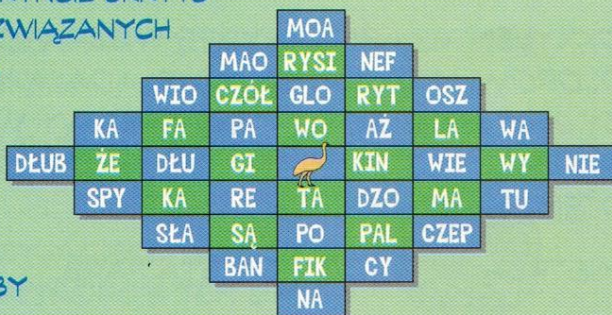 ZWIĄZANYCH
MOA
MAO RYSI NEF
WIO CZÓŁ GLO RYT OSZ
KA FA PA WO AŻ LA WA
DŁUB ŻE DŁU GI KIN WIE WY NIE
SPY KA RE TA DZO MA TU
SŁA SĄ PO PAL CZEP
BAN FIK CY
BY
NA